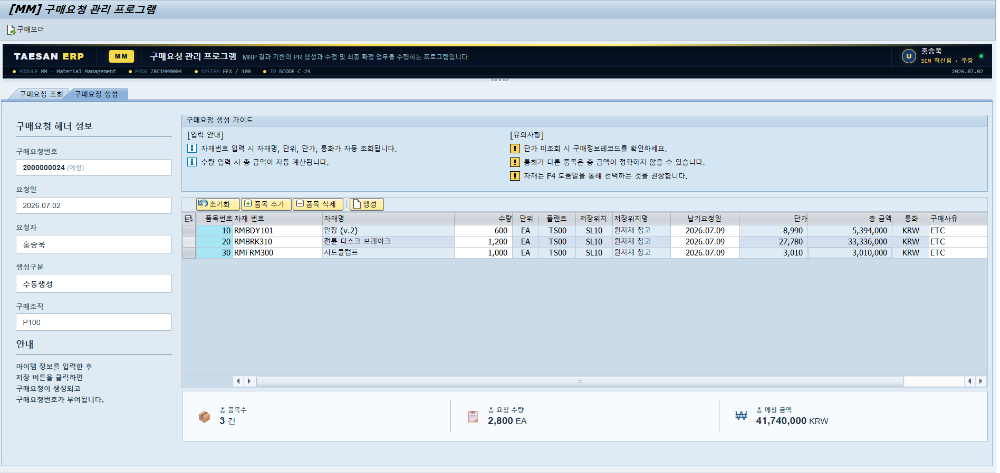 [MM] 구매요청 관리 프로그램
구매오더
TAESAN ERP MM 구매요청 관리 프로그램 MRP 결과 기반의 PR 생성과 수정 및 최종 확정 업무를 수행하는 프로그램입니다 U 홍승욱
SCM 혁신팀 · 부장
MODULE MM - Material Management PROG ZRC1MM0004 SYSTEM EFX / 100 ID NCODE-C-29 2026.07.02
구매요청 조회 구매요청 생성
구매요청 헤더 정보
구매요청번호
2000000024 (예정)
요청일
2026.07.02
요청자
홍승욱
생성구분
수동생성
구매조직
P100
안내
아이템 정보를 입력한 후
저장 버튼을 클릭하면
구매요청이 생성되고
구매요청번호가 부여됩니다.
구매요청 생성 가이드
[입력 안내]
자재번호 입력 시 자재명, 단위, 단가, 통화가 자동 조회됩니다.
수량 입력 시 총 금액이 자동 계산됩니다.
[유의사항]
단가 미조회 시 구매정보레코드를 확인하세요.
통화가 다른 품목은 총 금액이 정확하지 않을 수 있습니다.
자재는 F4 도움말을 통해 선택하는 것을 권장합니다.
초기화 품목 추가 품목 삭제 생성
품목번호 자재 번호 자재명 수량 단위 플랜트 저장위치 저장위치명 납기요청일 단가 총 금액 통화 구매사유
10 RMBDY101 안장 (v.2) 600 EA TS00 SL10 원자재 창고 2026.07.09 8,990 5,394,000 KRW ETC
20 RMBRK310 전륜 디스크 브레이크 1,200 EA TS00 SL10 원자재 창고 2026.07.09 27,780 33,336,000 KRW ETC
30 RMFRM300 시트클램프 1,000 EA TS00 SL10 원자재 창고 2026.07.09 3,010 3,010,000 KRW ETC
총 품목수
3 건
총 요청 수량
2,800 EA
총 예상 금액
41,740,000 KRW